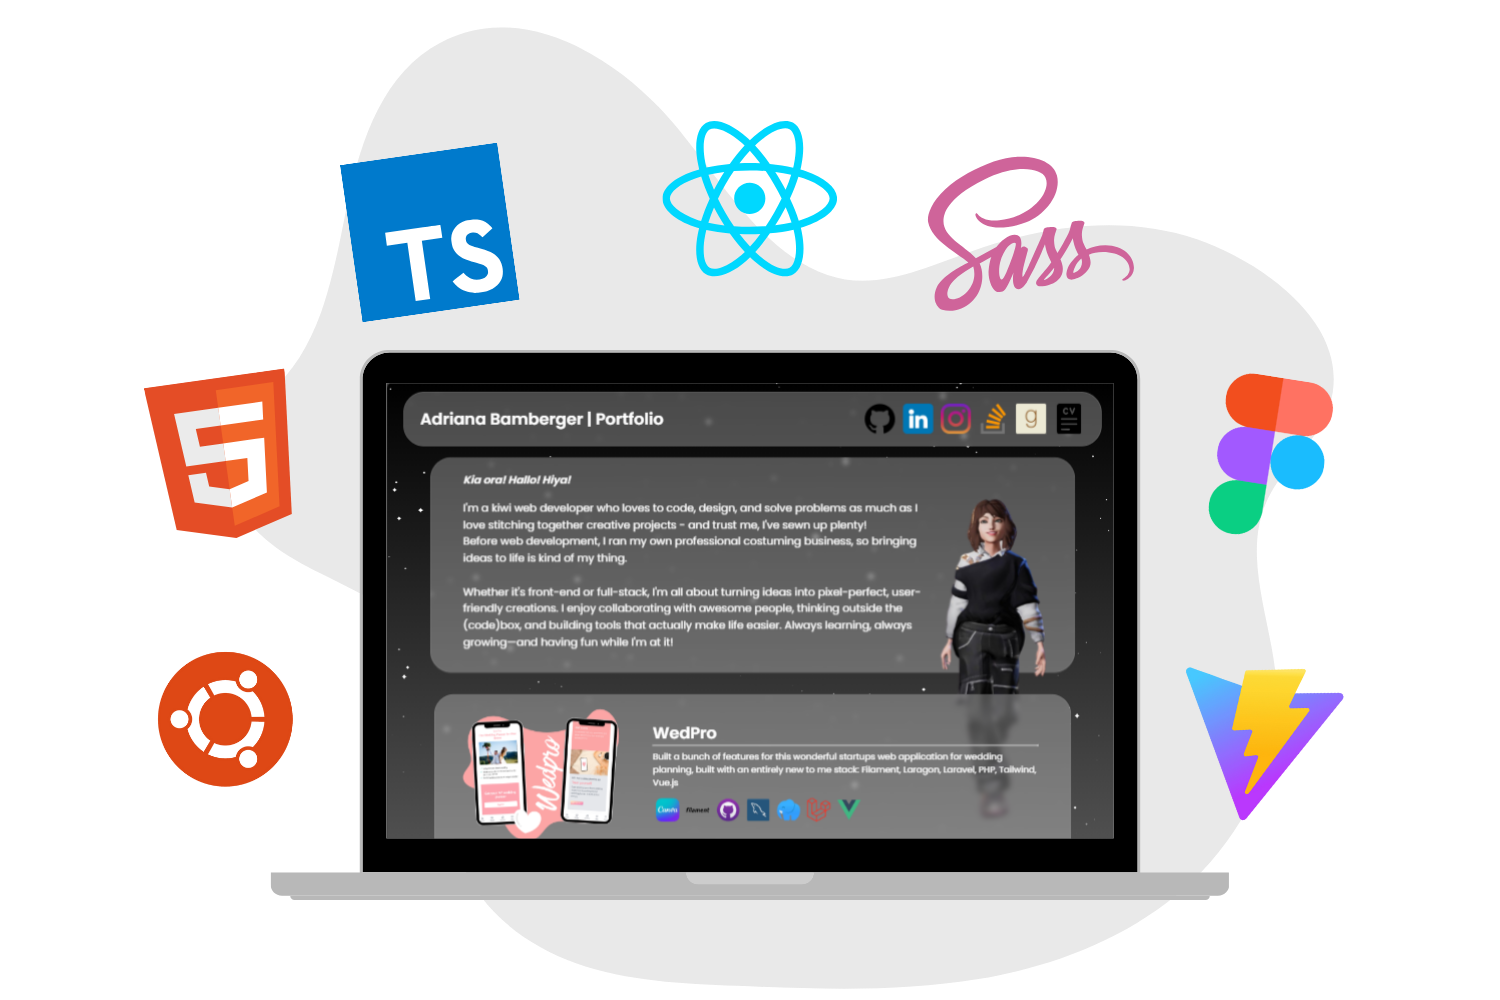 TS
Sass
5
Adriana Bamberger | Portfolio
in
g
CV
Kia ora! Hallo! Hiya!
I'm a kiwi web developer who loves to code, design, and solve problems as much as I
love stitching together creative projects - and trust me, I've sewn up plenty!
Before web development, I ran my own professional costuming business, so bringing
ideas to life is kind of my thing.
Whether it's front-end or full-stack, I'm all about turning ideas into pixel-perfect, user-
friendly creations. I enjoy collaborating with awesome people, thinking outside the
(code)box, and building tools that actually make life easier. Always learning, always
growing—and having fun while I'm at it!
Wedpro
WedPro
Built a bunch of features for this wonderful startups web application for wedding
planning, built with an entirely new to me stack: Filament, Laragon, Laravel, PHP, Tailwind,
Vue.js
Canva
filament